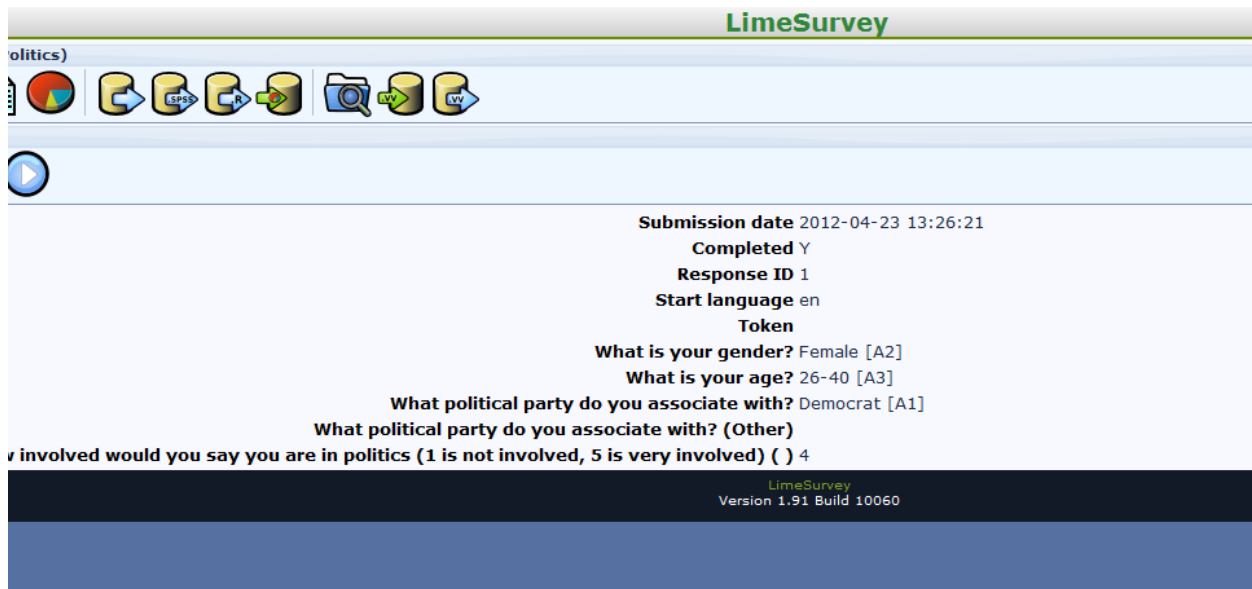 LimeSurvey
olitics)
.SPSS .R .VV .VV
Submission date 2012-04-23 13:26:21
Completed Y
Response ID 1
Start language en
Token
What is your gender? Female [A2]
What is your age? 26-40 [A3]
What political party do you associate with? Democrat [A1]
What political party do you associate with? (Other)
w involved would you say you are in politics (1 is not involved, 5 is very involved) ( ) 4
LimeSurvey
Version 1.91 Build 10060